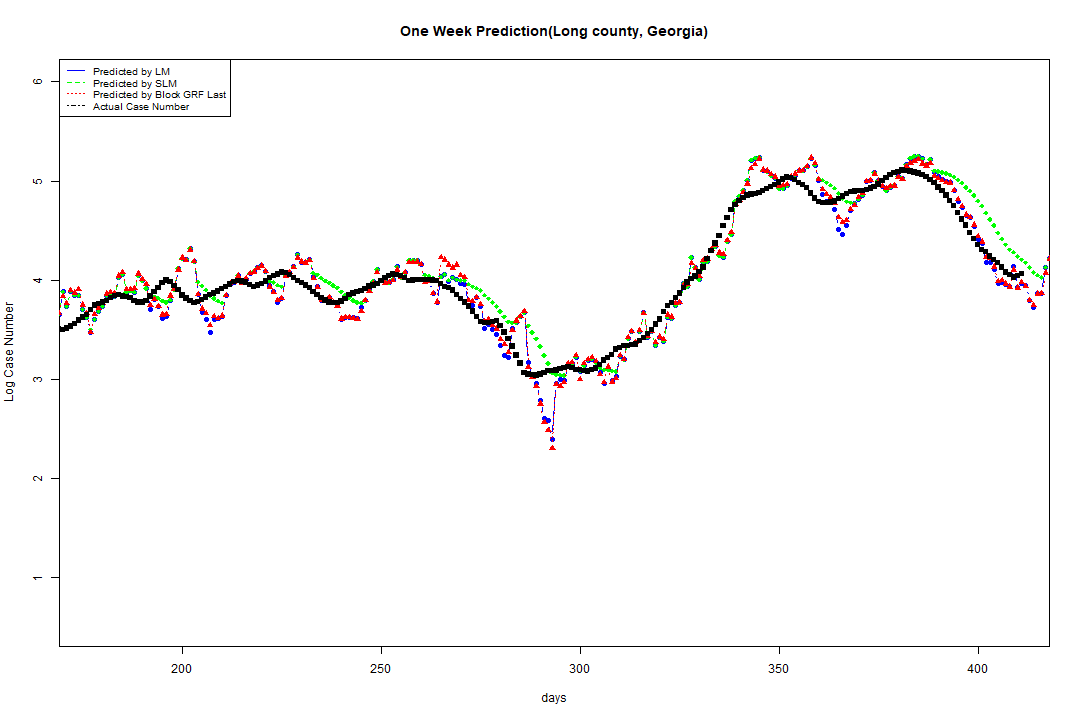 One Week Prediction(Long county, Georgia)
Predicted by LM
Predicted by SLM
Predicted by Block GRF Last
Actual Case Number
6
5
4
3
2
1
Log Case Number
200 250 300 350 400
days